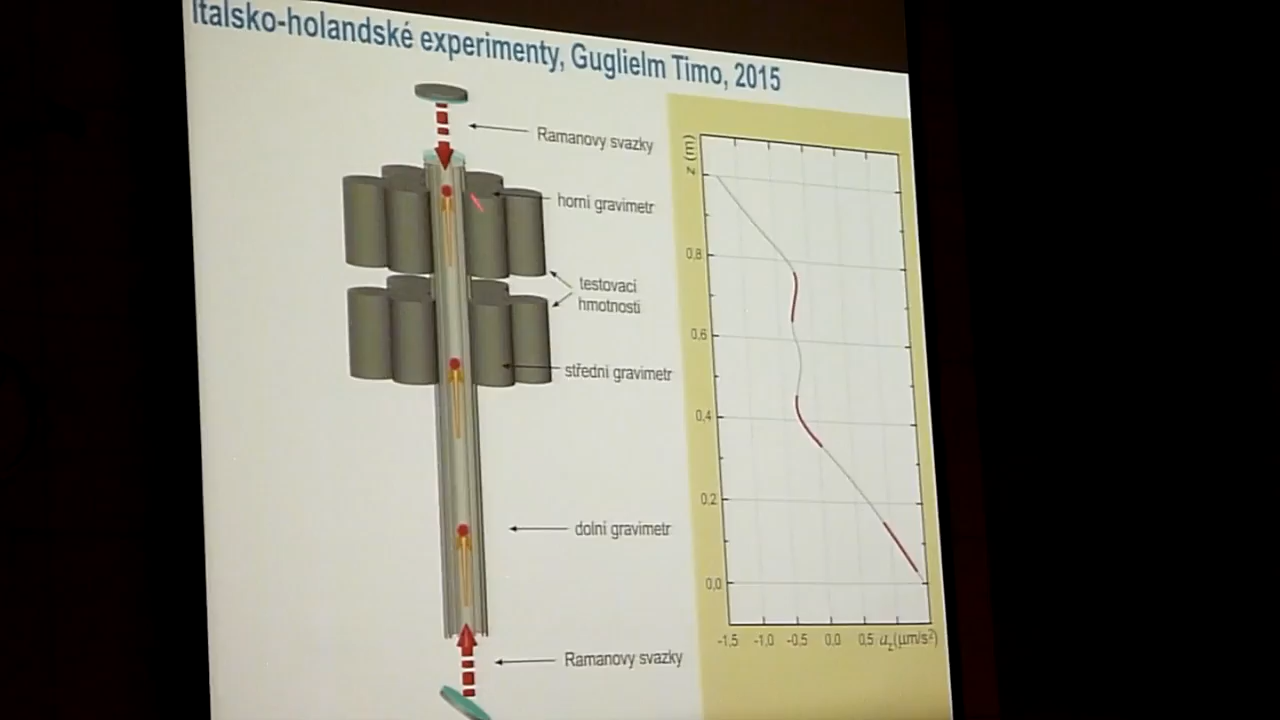 Italsko-holandské experimenty, Guglielm Timo, 2015
Ramanovy svazky
horní gravimetr
testovací
hmotnosti
střední gravimetr
dolní gravimetr
Ramanovy svazky
z (m)
0,8
0,6
0,4
0,2
0,0
-1,5 -1,0 -0,5 0,0 0,5 a_z(μm/s²)